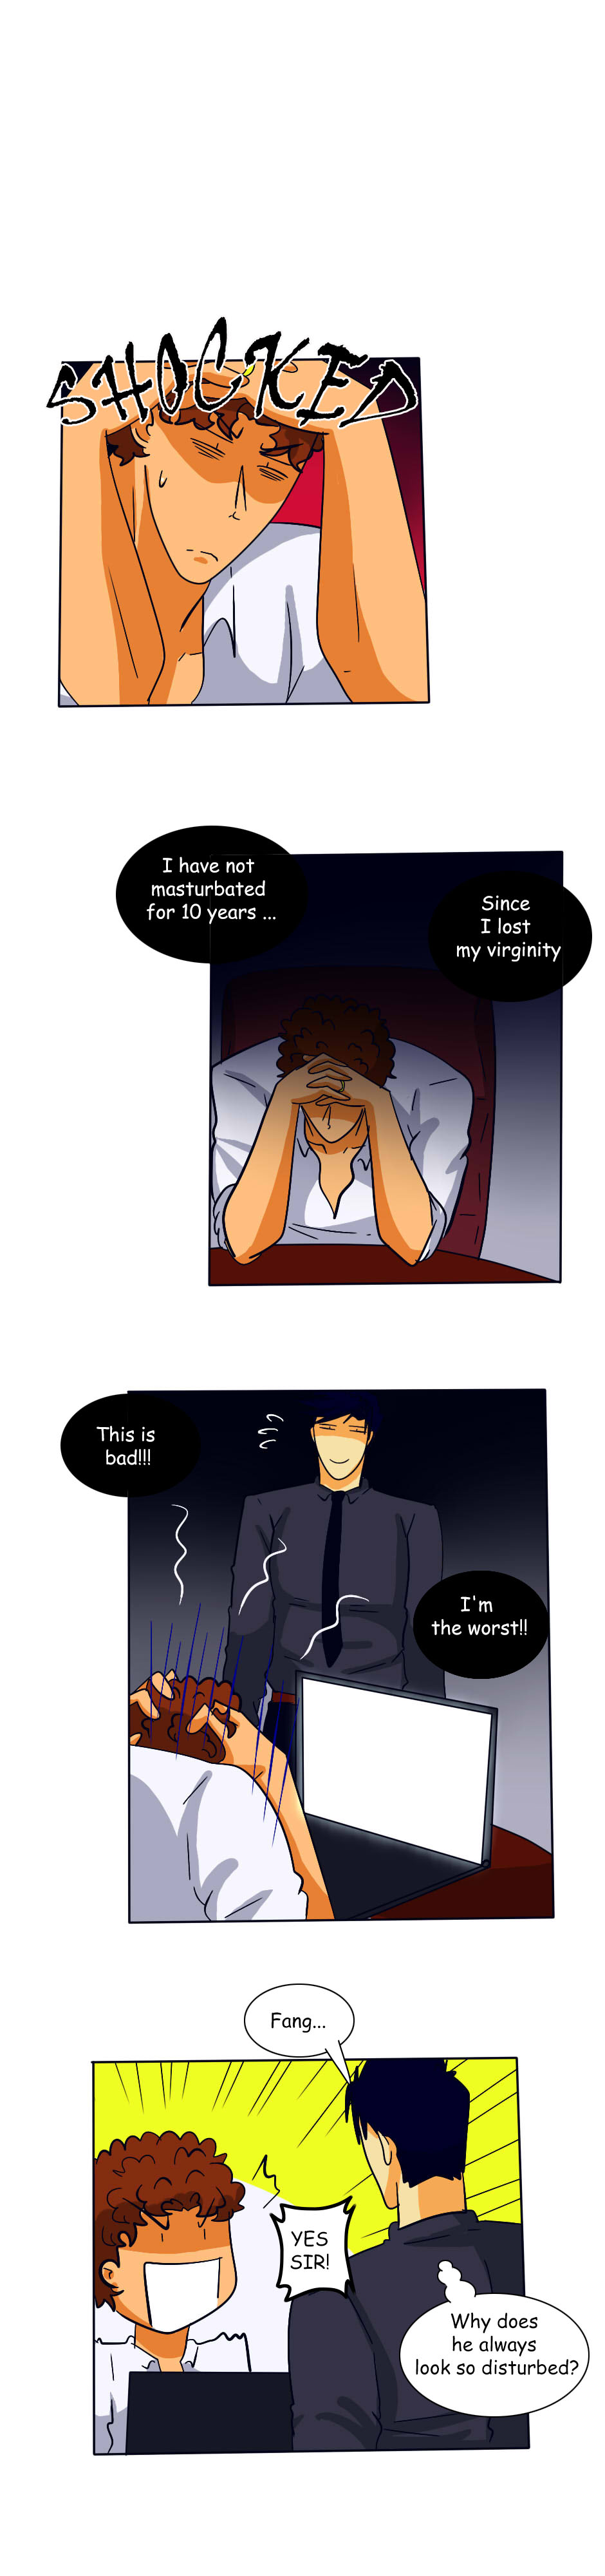 SHOCKED
I have not
masturbated
for 10 years ...
Since
I lost
my virginity
This is
bad!!!
I'm
the worst!!
Fang...
YES
SIR!
Why does
he always
look so disturbed?